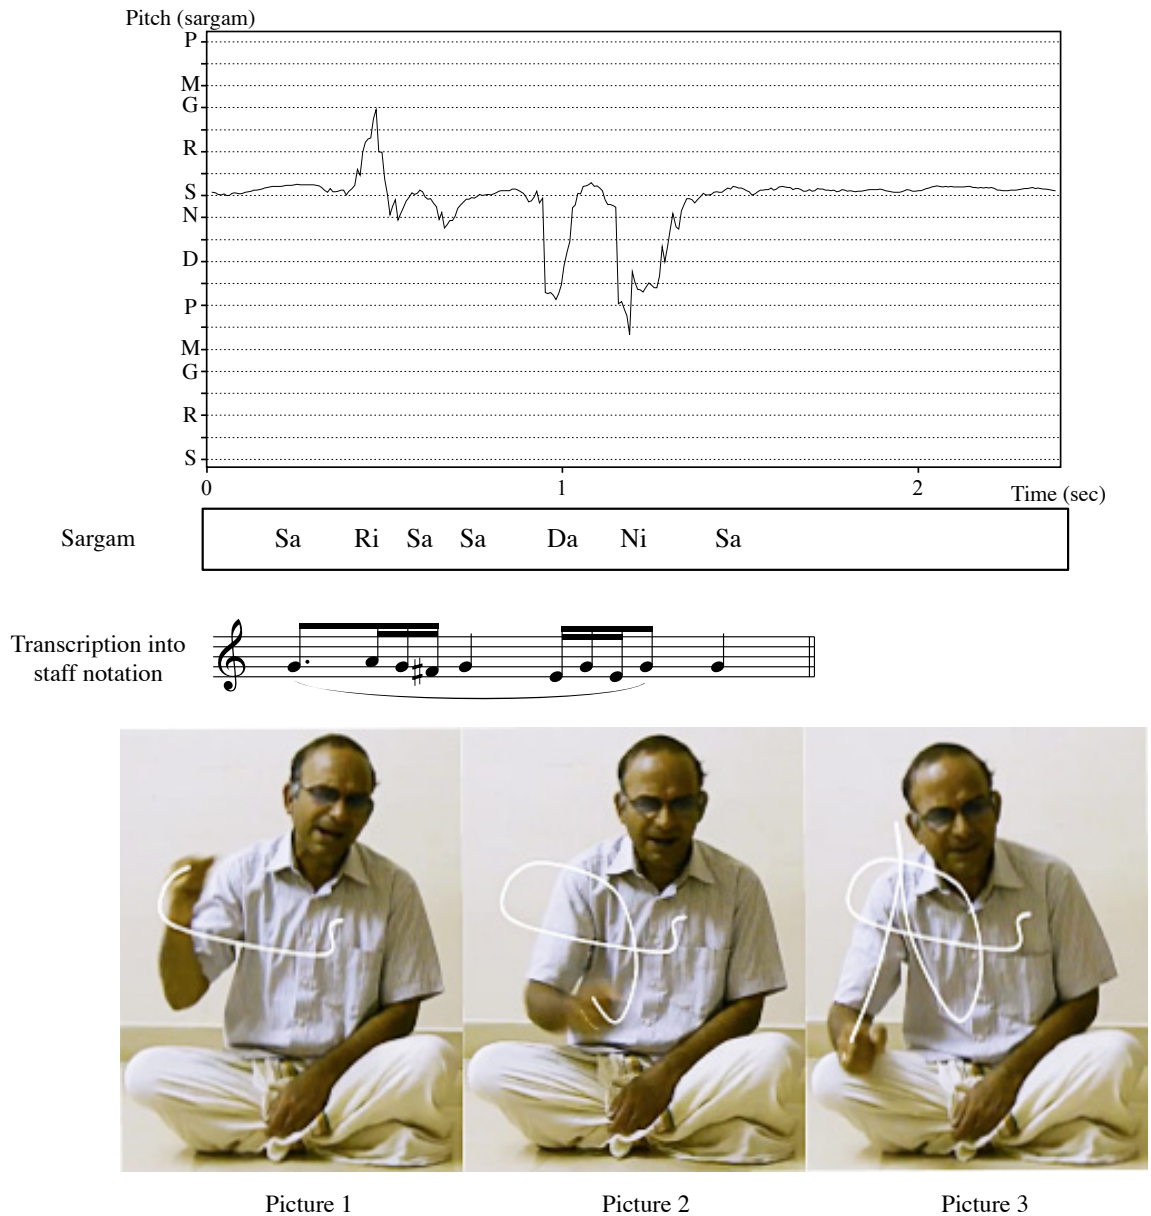 Pitch (sargam)
P
M
G
R
S
N
D
P
M
G
R
S
0 1 2
Time (sec)
Sargam Sa Ri Sa Sa Da Ni Sa
Transcription into
staff notation
Picture 1 Picture 2 Picture 3